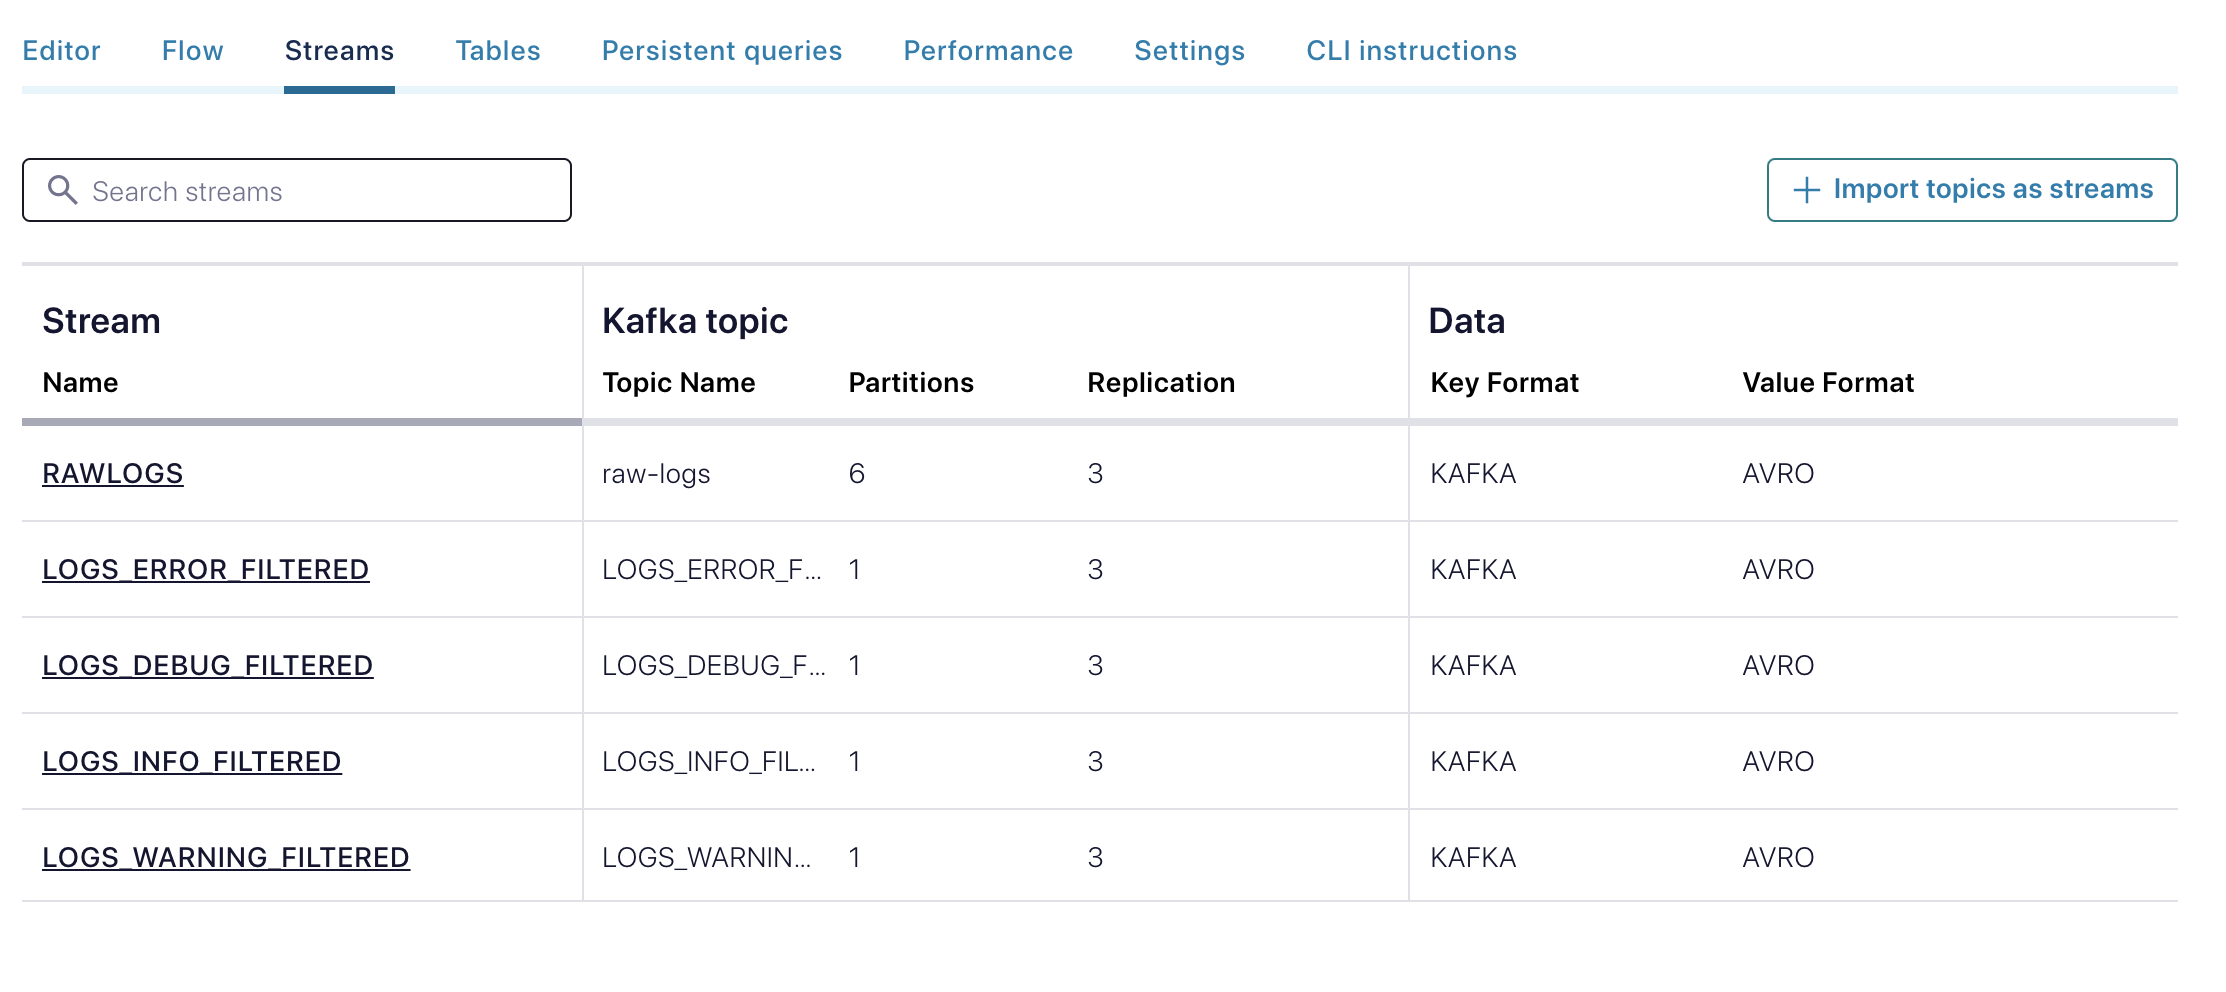 Editor Flow Streams Tables Persistent queries Performance Settings CLI instructions
Search streams
Import topics as streams
Stream Kafka topic Data
Name Topic Name Partitions Replication Key Format Value Format
RAWLOGS raw-logs 6 3 KAFKA AVRO
LOGS_ERROR_FILTERED LOGS_ERROR_F... 1 3 KAFKA AVRO
LOGS_DEBUG_FILTERED LOGS_DEBUG_F... 1 3 KAFKA AVRO
LOGS_INFO_FILTERED LOGS_INFO_FIL... 1 3 KAFKA AVRO
LOGS_WARNING_FILTERED LOGS_WARNIN... 1 3 KAFKA AVRO